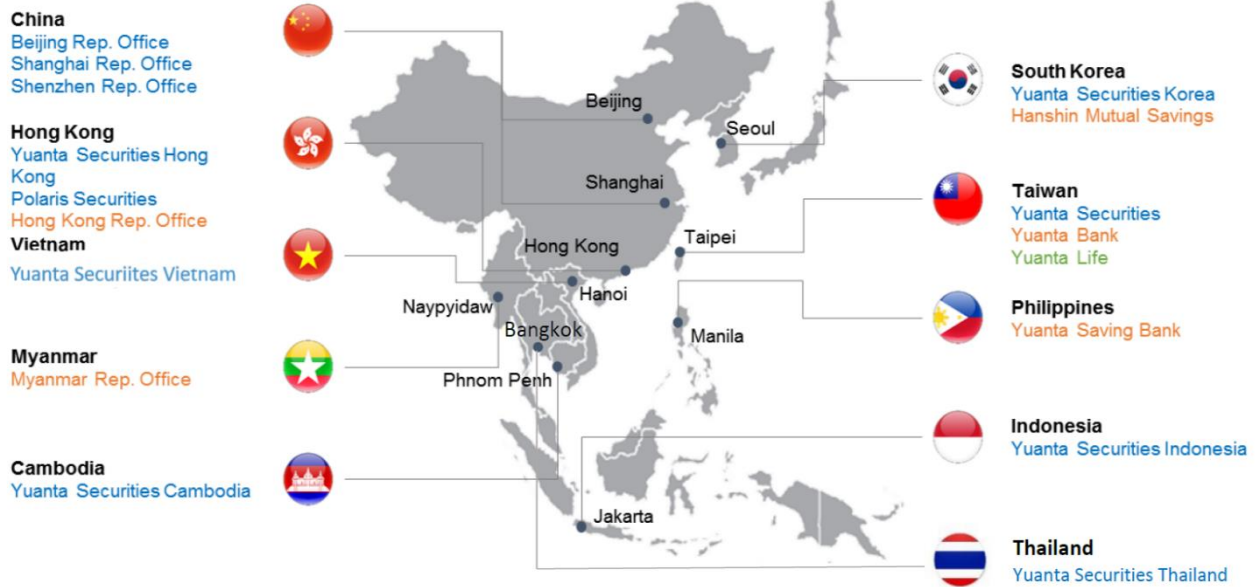 China
Beijing Rep. Office
Shanghai Rep. Office
Shenzhen Rep. Office
Hong Kong
Yuanta Securities Hong
Kong
Polaris Securities
Hong Kong Rep. Office
Vietnam
Yuanta Securiites Vietnam
Myanmar
Myanmar Rep. Office
Cambodia
Yuanta Securities Cambodia
Beijing
Seoul
Shanghai
Taipei
Hong Kong
Hanoi
Naypyidaw
Bangkok
Manila
Phnom Penh
Jakarta
South Korea
Yuanta Securities Korea
Hanshin Mutual Savings
Taiwan
Yuanta Securities
Yuanta Bank
Yuanta Life
Philippines
Yuanta Saving Bank
Indonesia
Yuanta Securities Indonesia
Thailand
Yuanta Securities Thailand